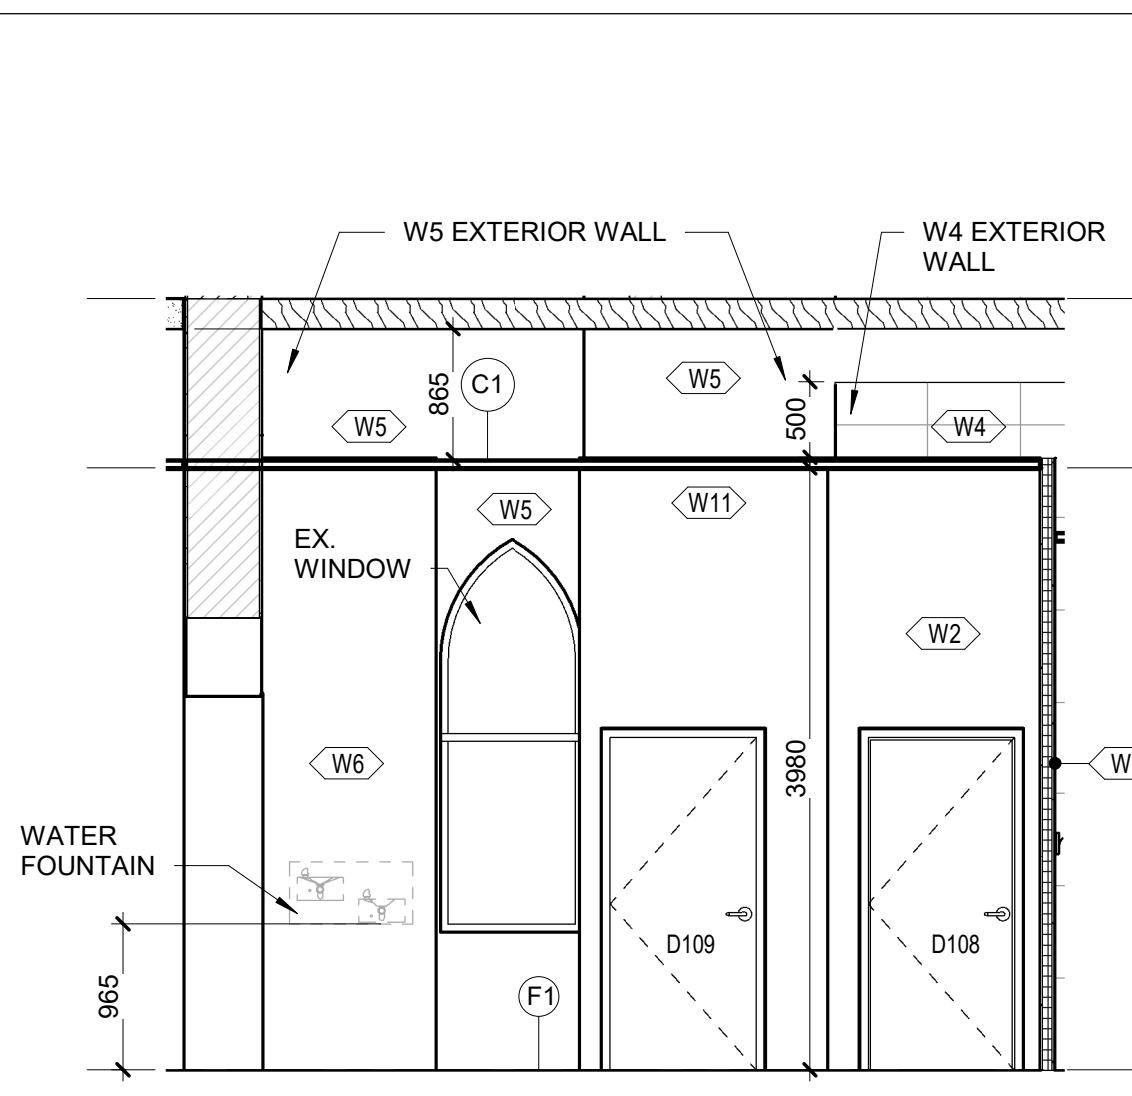 W5 EXTERIOR WALL
W4 EXTERIOR
WALL
W5
865
C1
W5
500
W4
W5
W11
EX.
WINDOW
W2
W6
3980
W
WATER
FOUNTAIN
D109
D108
965
F1